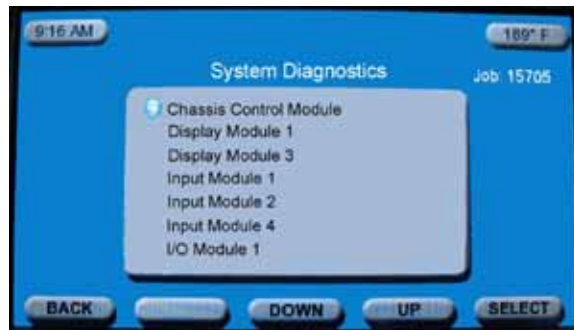 9:16 AM
189° F
System Diagnostics
Job: 15705
Chassis Control Module
Display Module 1
Display Module 3
Input Module 1
Input Module 2
Input Module 4
I/O Module 1
BACK
DOWN
UP
SELECT